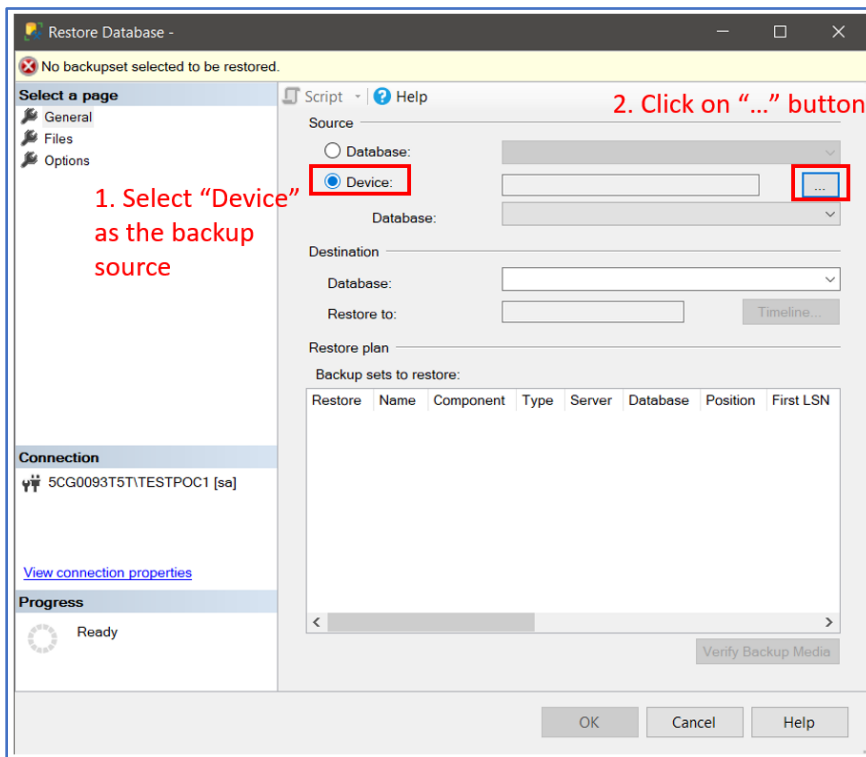 Restore Database -
No backupset selected to be restored.
Select a page
General
Files
Options
Script
Help
2. Click on “...” button
Source
Database:
Device:
...
Database:
1. Select “Device”
as the backup
source
Destination
Database:
Restore to:
Timeline...
Restore plan
Backup sets to restore:
Restore Name Component Type Server Database Position First LSN
Connection
5CG0093T5T\TESTPOC1 [sa]
View connection properties
Progress
Ready
Verify Backup Media
OK Cancel Help